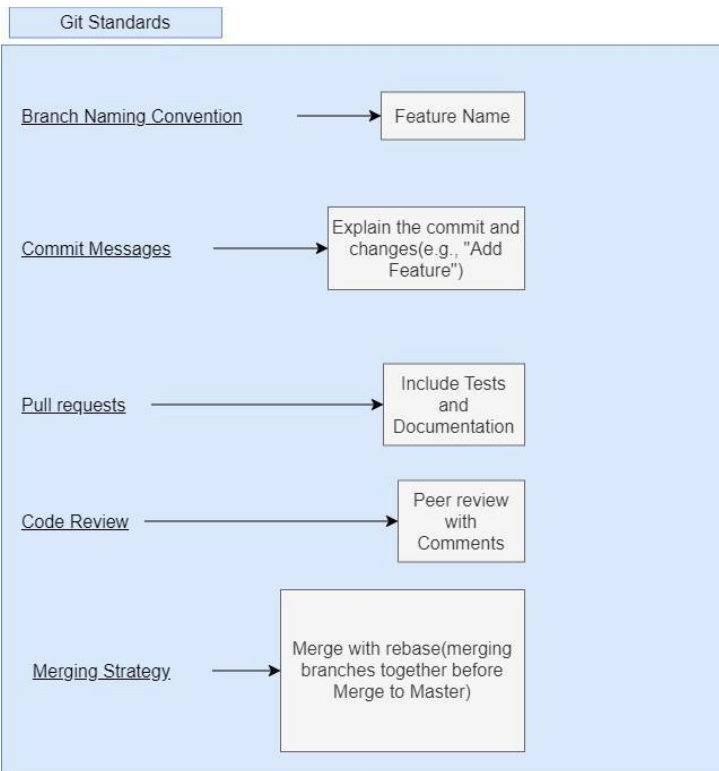 Git Standards
Branch Naming Convention
Feature Name
Commit Messages
Explain the commit and
changes(e.g., "Add
Feature")
Pull requests
Include Tests
and
Documentation
Code Review
Peer review
with
Comments
Merging Strategy
Merge with rebase(merging
branches together before
Merge to Master)